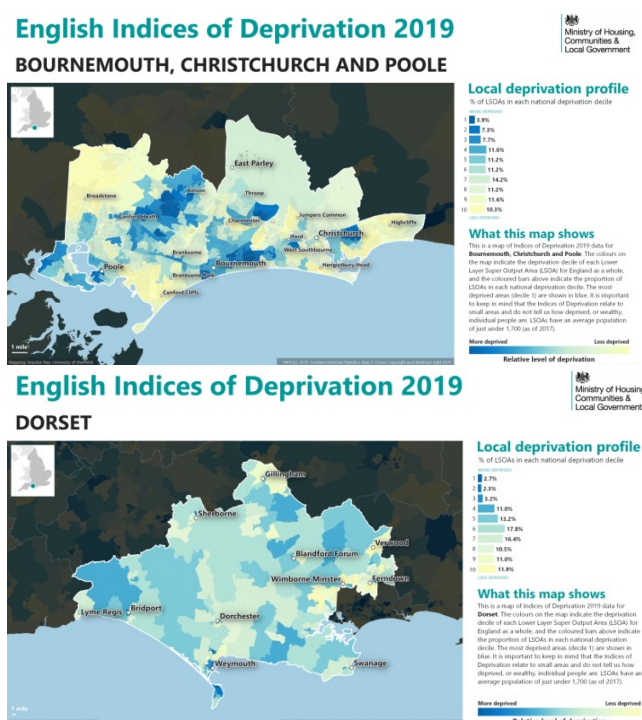 English Indices of Deprivation 2019
BOURNEMOUTH, CHRISTCHURCH AND POOLE
Ministry of Housing,
Communities &
Local Government
Local deprivation profile
% of LSOAs in each national deprivation decile
MORE DEPRIVED
1 3.9%
2 7.3%
3 7.7%
4 11.6%
5 11.2%
6 11.2%
7 14.2%
8 11.2%
9 11.6%
10 10.3%
LESS DEPRIVED
What this map shows
This is a map of Indices of Deprivation 2019 data for
Bournemouth, Christchurch and Poole. The colours on
the map indicate the deprivation decile of each Lower
Layer Super Output Area (LSOA) for England as a whole,
and the coloured bars above indicate the proportion of
LSOAs in each national deprivation decile. The most
deprived areas (decile 1) are shown in blue. It is important
to keep in mind that the Indices of Deprivation relate to
small areas and do not tell us how deprived, or wealthy,
individual people are. LSOAs have an average population
of just under 1,700 (as of 2017).
More deprived Less deprived
Relative level of deprivation
East Parley
Kinson
Throop
Broadstone
Canford Heath
Charminster
Jumpers Common
Highcliffe
Iford
Christchurch
West Southbourne
Branksome
Poole
Bournemouth
Hengistbury Head
Branksome Park
Canford Cliffs
1 mile
Mapping: Alasdair Rae, University of Sheffield
English Indices of Deprivation 2019
DORSET
Ministry of Housing
Communities &
Local Government
Local deprivation profile
% of LSOAs in each national deprivation decile
MORE DEPRIVED
1 2.7%
2 2.3%
3 3.2%
4 11.0%
5 13.2%
6 17.8%
7 16.4%
8 10.5%
9 11.0%
10 11.9%
LESS DEPRIVED
What this map shows
This is a map of Indices of Deprivation 2019 data for
Dorset. The colours on the map indicate the deprivation
decile of each Lower Layer Super Output Area (LSOA) for
England as a whole, and the coloured bars above indicate
the proportion of LSOAs in each national deprivation
decile. The most deprived areas (decile 1) are shown in
blue. It is important to keep in mind that the Indices of
Deprivation relate to small areas and do not tell us how
deprived, or wealthy, individual people are. LSOAs have an
average population of just under 1,700 (as of 2017).
More deprived Less deprived
Relative level of deprivation
Gillingham
Sherborne
Verwood
Blandford Forum
Wimborne Minster
Ferndown
Lyme Regis
Bridport
Dorchester
Weymouth
Swanage
1 mile